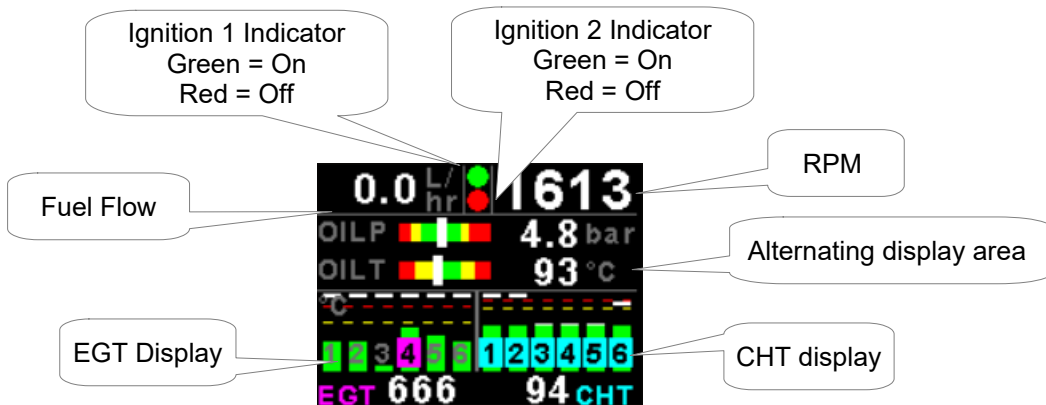 Ignition 1 Indicator
Green = On
Red = Off
Ignition 2 Indicator
Green = On
Red = Off
RPM
Fuel Flow
Alternating display area
EGT Display
CHT display
0.0 L/hr 1613
OILP 4.8 bar
OILT 93 °C
°C
1 2 3 4 5 6 1 2 3 4 5 6
EGT 666 94 CHT